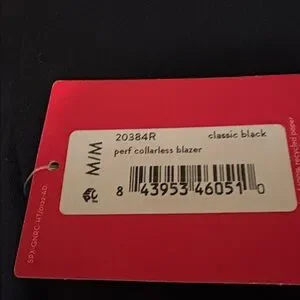 M/M
20384R classic black
perf collarless blazer
8 43953 46051 0